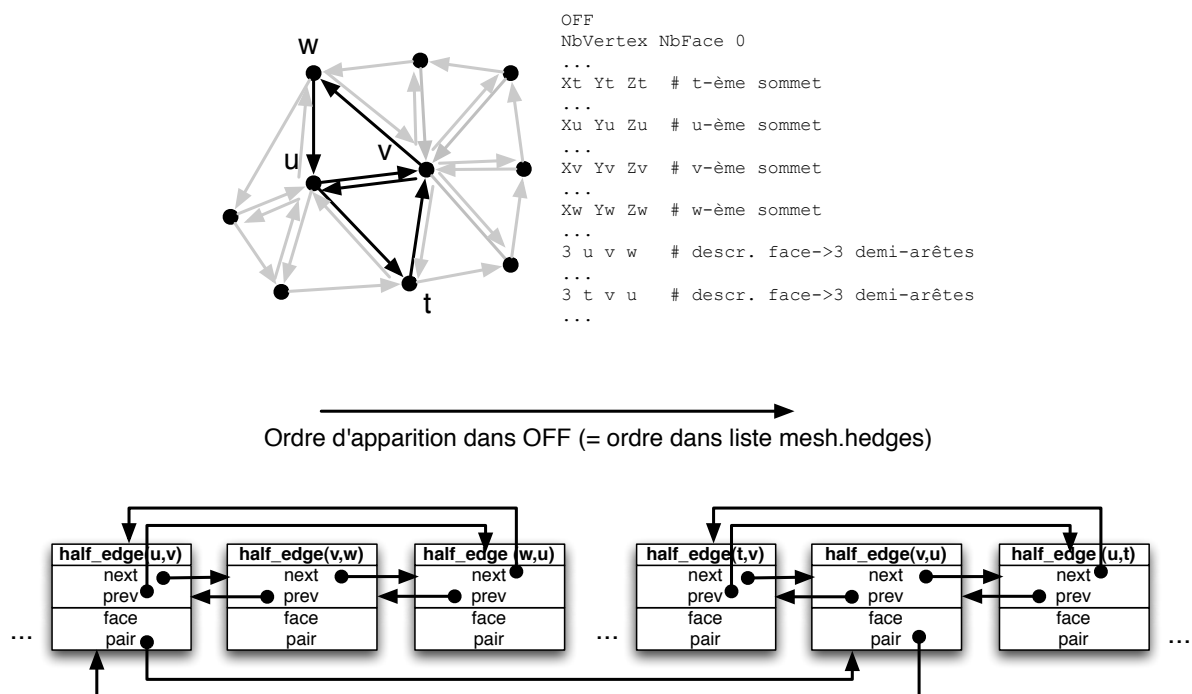 w
u
v
t
OFF
NbVertex NbFace 0
...
Xt Yt Zt # t-ème sommet
...
Xu Yu Zu # u-ème sommet
...
Xv Yv Zv # v-ème sommet
...
Xw Yw Zw # w-ème sommet
...
3 u v w # descr. face->3 demi-arêtes
...
3 t v u # descr. face->3 demi-arêtes
...
Ordre d'apparition dans OFF (= ordre dans liste mesh.hedges)
...
half_edge(u,v)
next
prev
face
pair
half_edge(v,w)
next
prev
face
pair
half_edge (w,u)
next
prev
face
pair
...
half_edge(t,v)
next
prev
face
pair
half_edge(v,u)
next
prev
face
pair
half_edge (u,t)
next
prev
face
pair
...